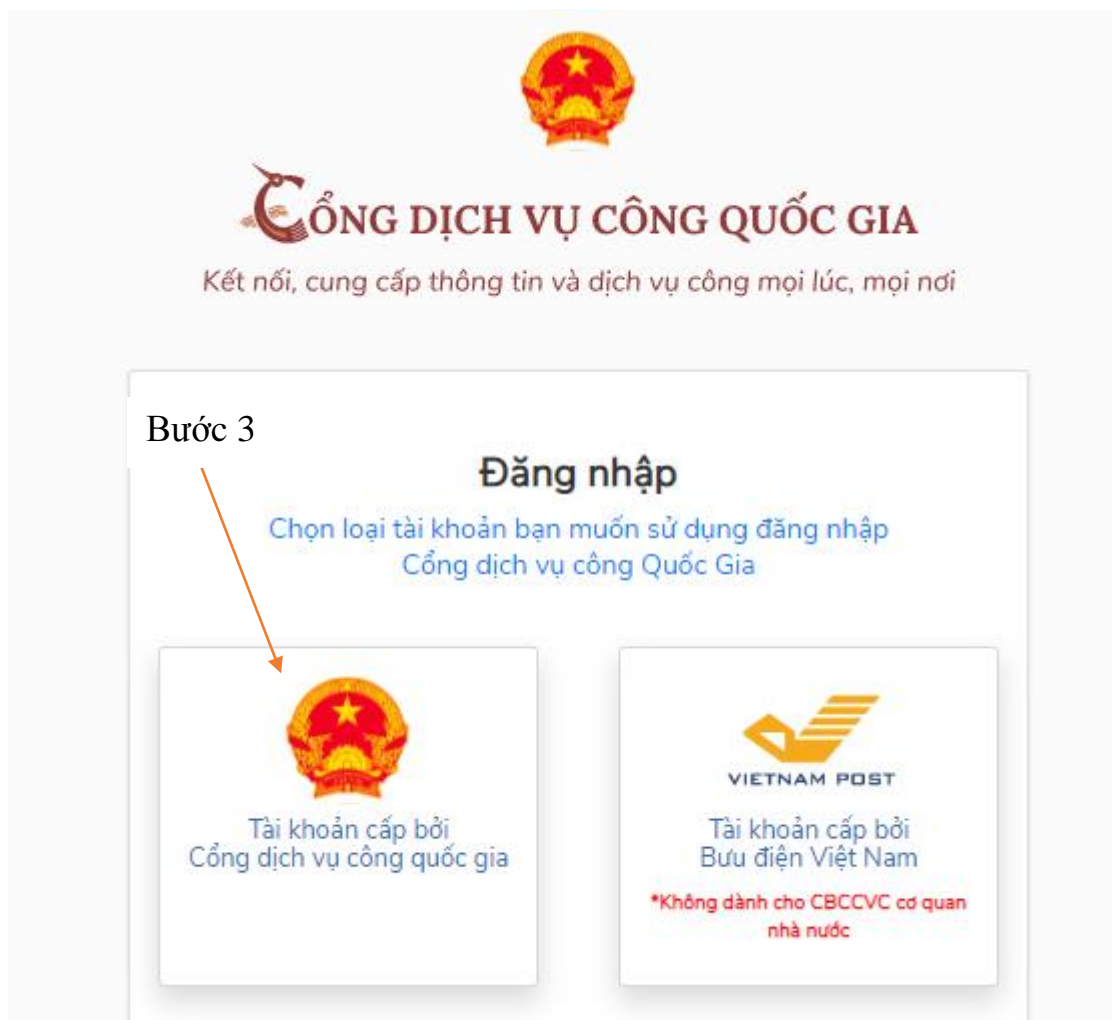 CỔNG DỊCH VỤ CÔNG QUỐC GIA
Kết nối, cung cấp thông tin và dịch vụ công mọi lúc, mọi nơi
Bước 3
Đăng nhập
Chọn loại tài khoản bạn muốn sử dụng đăng nhập
Cổng dịch vụ công Quốc Gia
Tài khoản cấp bởi
Cổng dịch vụ công quốc gia
VIETNAM POST
Tài khoản cấp bởi
Bưu điện Việt Nam
*Không dành cho CBCCVC cơ quan
nhà nước